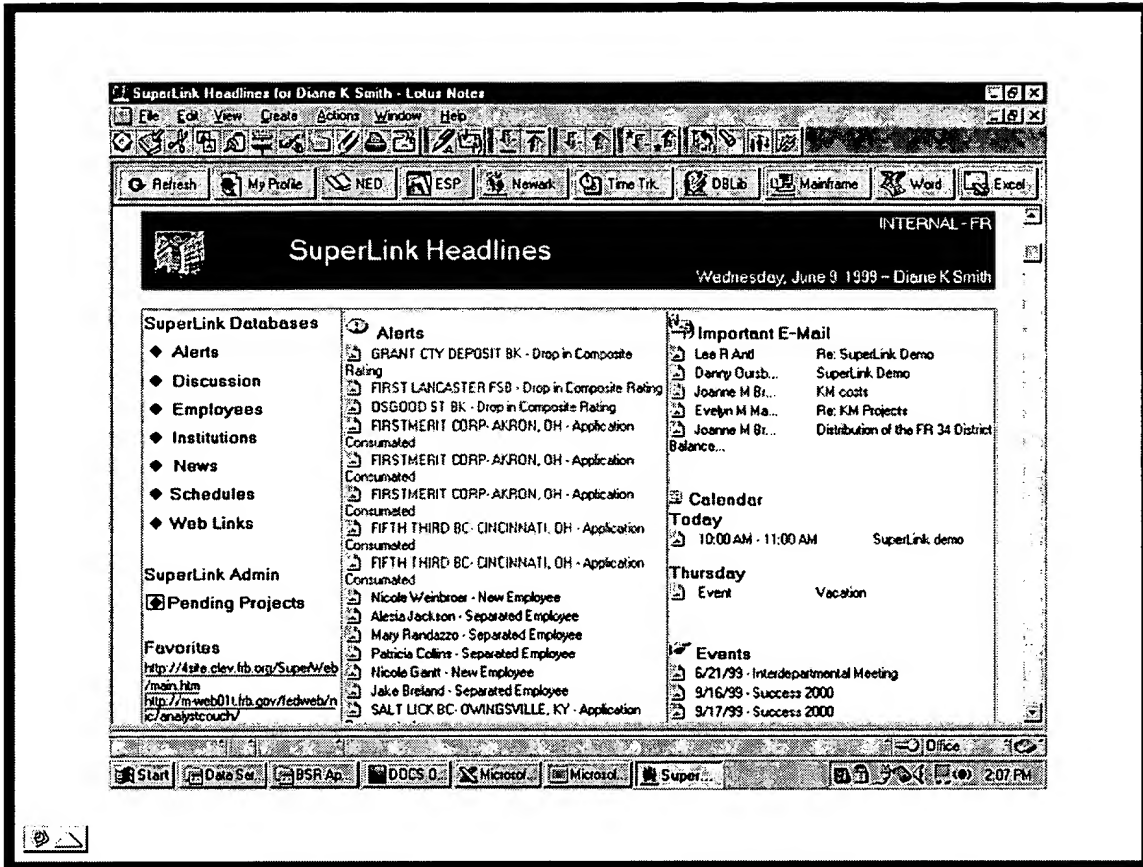 SuperLink Headlines for Diane K Smith - Lotus Notes
File Edit View Create Actions Window Help
Refresh My Profile NED ESP Newark Time Trk. DBLib Mainframe Word Excel
INTERNAL - FR
SuperLink Headlines
Wednesday, June 9 1999 -- Diane K Smith
SuperLink Databases
Alerts
Discussion
Employees
Institutions
News
Schedules
Web Links
SuperLink Admin
Pending Projects
Favorites
http://4site.clev.frb.org/SuperWeb
/main.htm
http://m-web01t.frb.gov/fedweb/n
ic/analystcouch/
Alerts
GRANT CTY DEPOSIT BK - Drop in Composite
Rating
FIRST LANCASTER FSB - Drop in Composite Rating
OSGOOD ST BK - Drop in Composite Rating
FIRSTMERIT CORP- AKRON, OH - Application
Consumated
FIRSTMERIT CORP- AKRON, OH - Application
Consumated
FIRSTMERIT CORP- AKRON, OH - Application
Consumated
FIFTH THIRD BC- CINCINNATI, OH - Application
Consumated
FIFTH THIRD BC- CINCINNATI, OH - Application
Consumated
Nicole Weinbroer - New Employee
Alesia Jackson - Separated Employee
Mary Randazzo - Separated Employee
Patricia Collins - Separated Employee
Nicole Gantt - New Employee
Jake Breland - Separated Employee
SALT LICK BC- OWINGSVILLE, KY - Application
Important E-Mail
Lee R And Re: SuperLink Demo
Danny Oursb... SuperLink Demo
Joanne M Br... KM costs
Evelyn M Ma... Re: KM Projects
Joanne M Br... Distribution of the FR 34 District
Balance...
Calendar
Today
10:00 AM - 11:00 AM SuperLink demo
Thursday
Event Vacation
Events
6/21/99 - Interdepartmental Meeting
9/16/99 - Success 2000
9/17/99 - Success 2000
Office
Start Data Ser... BSR Ap... DOCS O... Microsof... Microsof... Super... 2:07 PM